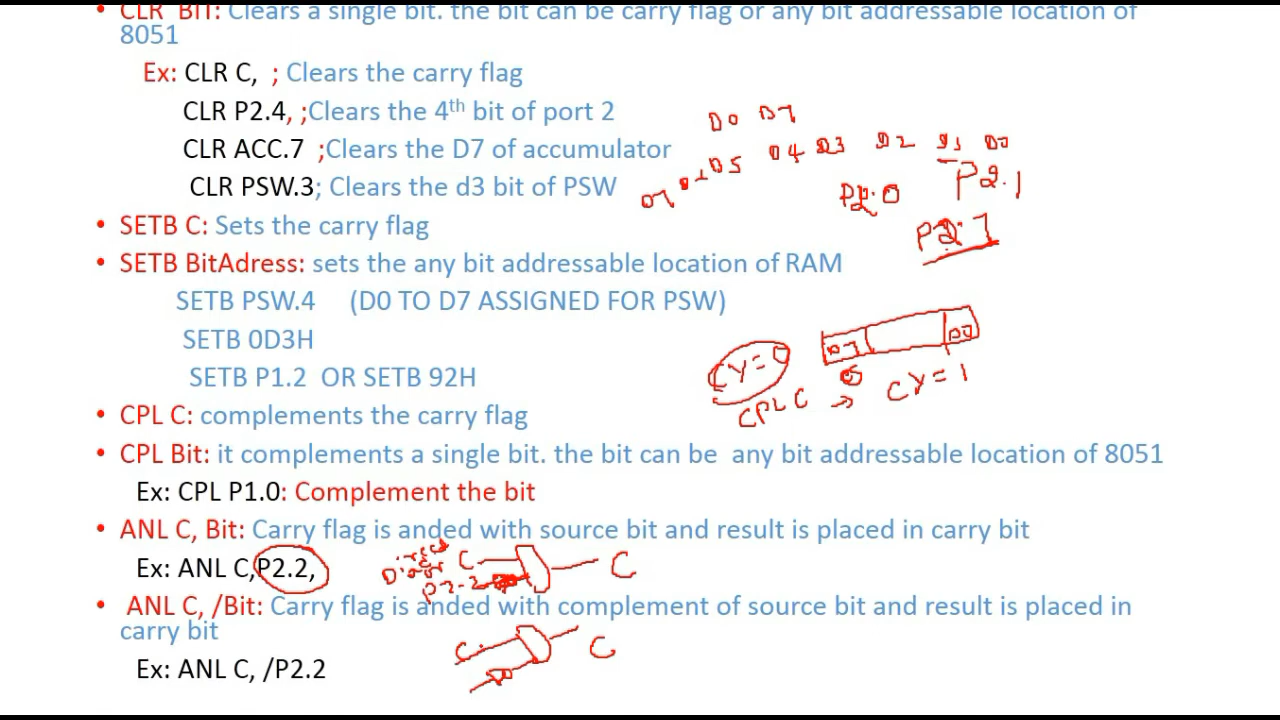 • CLR BIT: Clears a single bit. the bit can be carry flag or any bit addressable location of
8051
Ex: CLR C, ; Clears the carry flag
CLR P2.4, ;Clears the 4th bit of port 2
D0 D7
CLR ACC.7 ;Clears the D7 of accumulator
D7 D5 D4 D3 D2 D1 D0
CLR PSW.3; Clears the d3 bit of PSW
P2.0 P2.1
• SETB C: Sets the carry flag
P2.7
• SETB BitAdress: sets the any bit addressable location of RAM
SETB PSW.4 (D0 TO D7 ASSIGNED FOR PSW)
SETB 0D3H
D7 D0
CY=0
SETB P1.2 OR SETB 92H
CPL C → CY=1
• CPL C: complements the carry flag
• CPL Bit: it complements a single bit. the bit can be any bit addressable location of 8051
Ex: CPL P1.0: Complement the bit
• ANL C, Bit: Carry flag is anded with source bit and result is placed in carry bit
Ex: ANL C,P2.2,
C C
P2.2
• ANL C, /Bit: Carry flag is anded with complement of source bit and result is placed in
carry bit
C C
Ex: ANL C, /P2.2